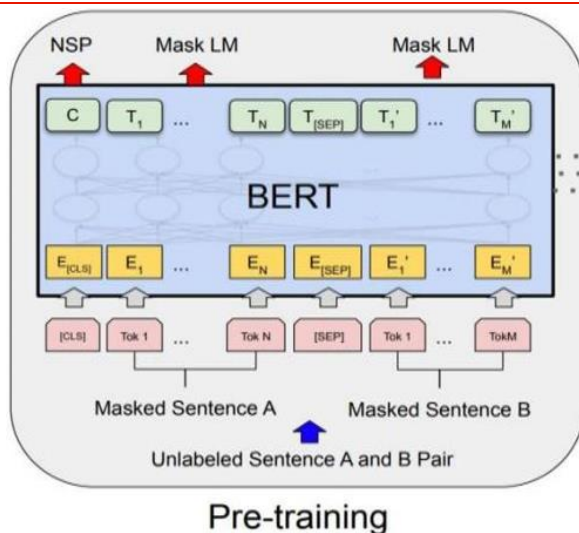 NSP Mask LM Mask LM
C T1 ... TN T[SEP] T1' ... TM'
BERT
E[CLS] E1 ... EN E[SEP] E1' ... EM'
[CLS] Tok 1 ... Tok N [SEP] Tok 1 ... TokM
Masked Sentence A Masked Sentence B
Unlabeled Sentence A and B Pair
Pre-training